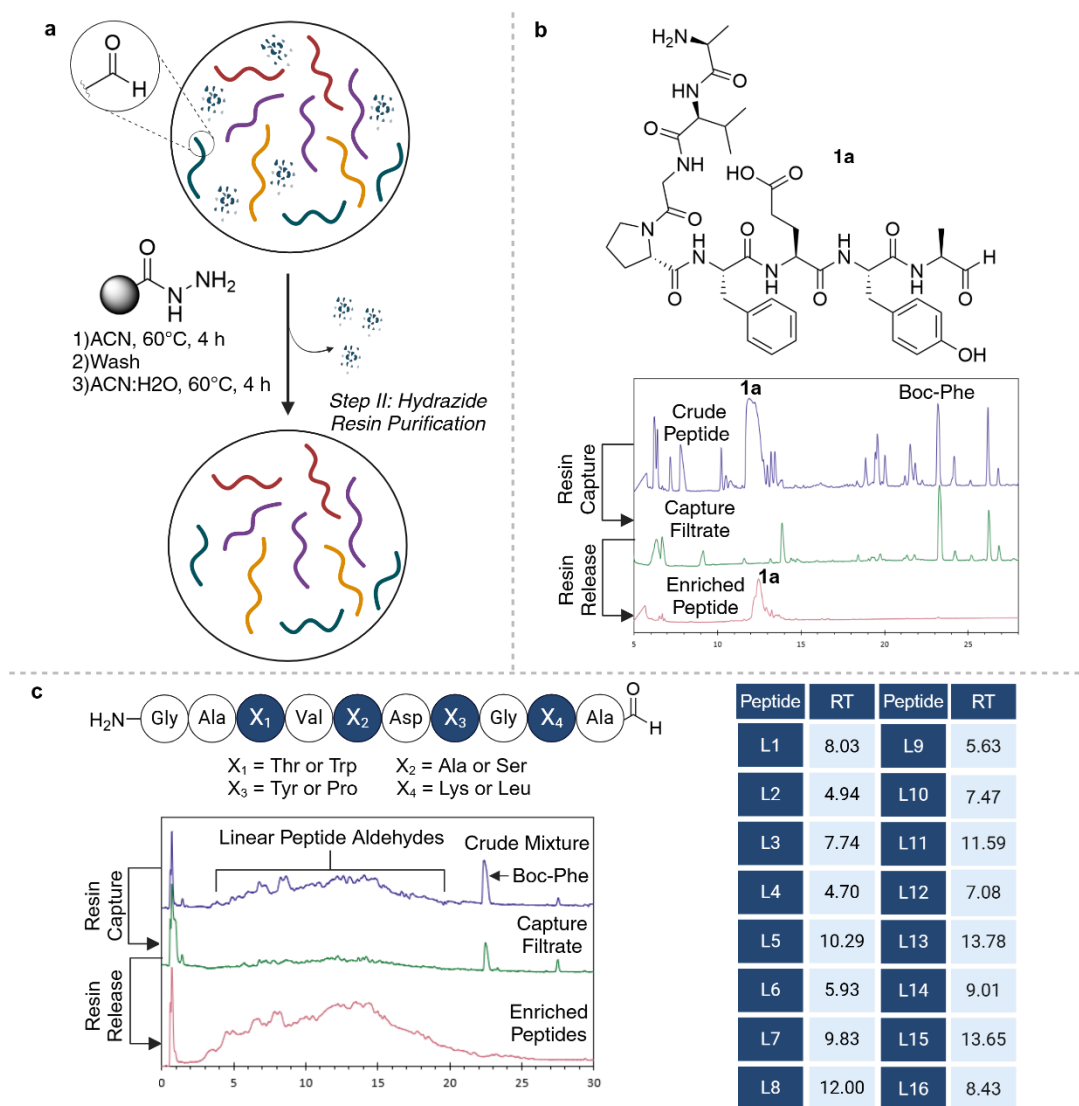 a
O
H
O
N
H
NH2
1)ACN, 60°C, 4 h
2)Wash
3)ACN:H2O, 60°C, 4 h
Step II: Hydrazide
Resin Purification
b
H2N
O
HN
O
NH
HO
O
1a
O
N
O
HN
O
N
H
O
HN
O
O
N
H
O
H
O
OH
1a
Crude
Peptide
Boc-Phe
Resin
Capture
Capture
Filtrate
Resin
Release
Enriched
Peptide
1a
5 10 15 20 25
c
H2N Gly Ala X1 Val X2 Asp X3 Gly X4 Ala O H
X1 = Thr or Trp X2 = Ala or Ser
X3 = Tyr or Pro X4 = Lys or Leu
Linear Peptide Aldehydes
Crude Mixture
Boc-Phe
Resin
Capture
Capture
Filtrate
Resin
Release
Enriched
Peptides
0 5 10 15 20 25 30
Peptide RT Peptide RT
L1 8.03 L9 5.63
L2 4.94 L10 7.47
L3 7.74 L11 11.59
L4 4.70 L12 7.08
L5 10.29 L13 13.78
L6 5.93 L14 9.01
L7 9.83 L15 13.65
L8 12.00 L16 8.43